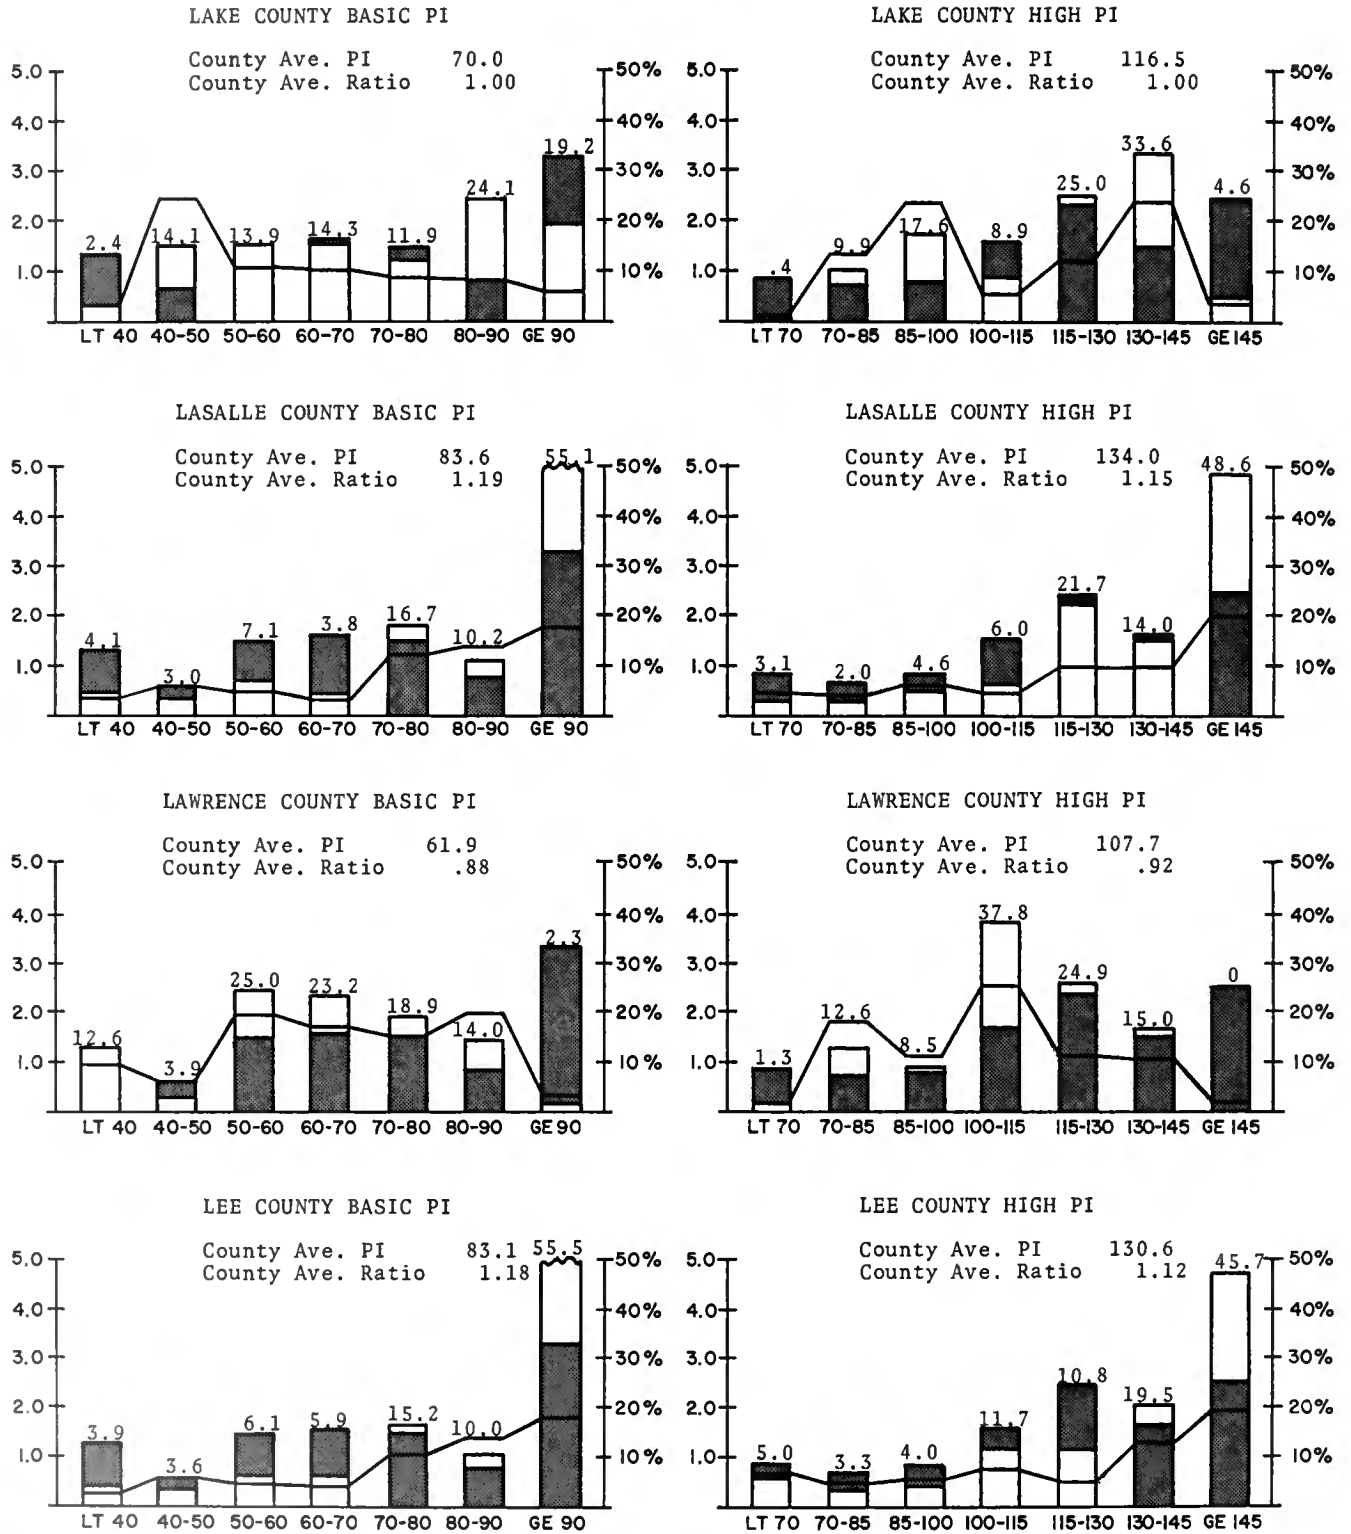 LAKE COUNTY BASIC PI
County Ave. PI 70.0
County Ave. Ratio 1.00
5.0
4.0
3.0
2.0
1.0
50%
40%
30%
20%
10%
2.4 14.1 13.9 14.3 11.9 24.1 19.2
LT 40 40-50 50-60 60-70 70-80 80-90 GE 90
LAKE COUNTY HIGH PI
County Ave. PI 116.5
County Ave. Ratio 1.00
5.0
4.0
3.0
2.0
1.0
50%
40%
30%
20%
10%
.4 9.9 17.6 8.9 25.0 33.6 4.6
LT 70 70-85 85-100 100-115 115-130 130-145 GE 145
LASALLE COUNTY BASIC PI
County Ave. PI 83.6
County Ave. Ratio 1.19
5.0
4.0
3.0
2.0
1.0
50%
40%
30%
20%
10%
4.1 3.0 7.1 3.8 16.7 10.2 55.1
LT 40 40-50 50-60 60-70 70-80 80-90 GE 90
LASALLE COUNTY HIGH PI
County Ave. PI 134.0
County Ave. Ratio 1.15
5.0
4.0
3.0
2.0
1.0
50%
40%
30%
20%
10%
3.1 2.0 4.6 6.0 21.7 14.0 48.6
LT 70 70-85 85-100 100-115 115-130 130-145 GE 145
LAWRENCE COUNTY BASIC PI
County Ave. PI 61.9
County Ave. Ratio .88
5.0
4.0
3.0
2.0
1.0
50%
40%
30%
20%
10%
12.6 3.9 25.0 23.2 18.9 14.0 2.3
LT 40 40-50 50-60 60-70 70-80 80-90 GE 90
LAWRENCE COUNTY HIGH PI
County Ave. PI 107.7
County Ave. Ratio .92
5.0
4.0
3.0
2.0
1.0
50%
40%
30%
20%
10%
1.3 12.6 8.5 37.8 24.9 15.0 0
LT 70 70-85 85-100 100-115 115-130 130-145 GE 145
LEE COUNTY BASIC PI
County Ave. PI 83.1
County Ave. Ratio 1.18
5.0
4.0
3.0
2.0
1.0
50%
40%
30%
20%
10%
3.9 3.6 6.1 5.9 15.2 10.0 55.5
LT 40 40-50 50-60 60-70 70-80 80-90 GE 90
LEE COUNTY HIGH PI
County Ave. PI 130.6
County Ave. Ratio 1.12
5.0
4.0
3.0
2.0
1.0
50%
40%
30%
20%
10%
5.0 3.3 4.0 11.7 10.8 19.5 45.7
LT 70 70-85 85-100 100-115 115-130 130-145 GE 145